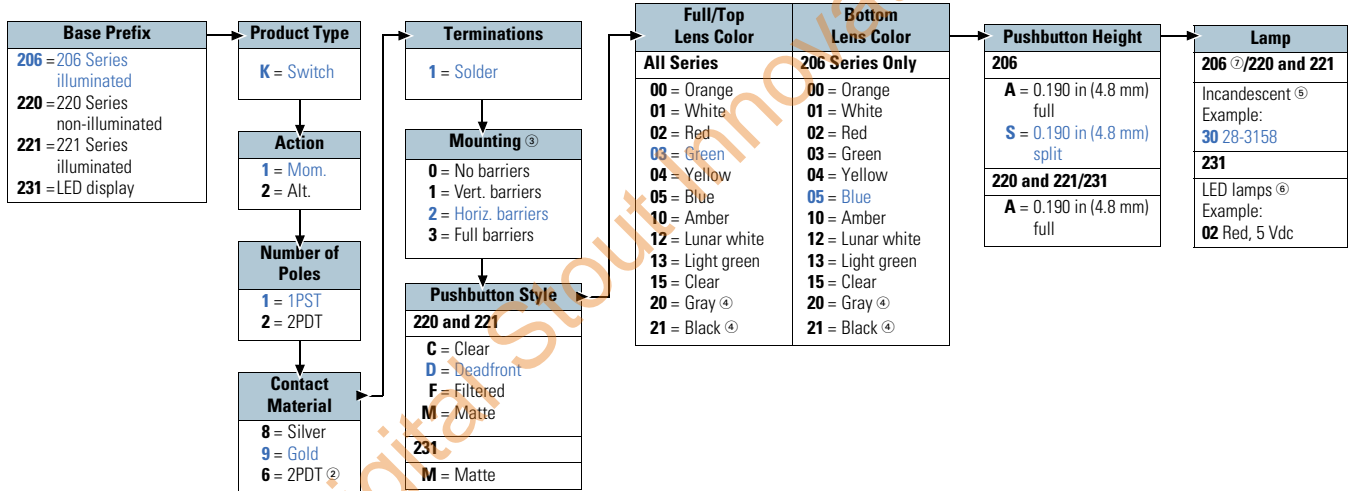 Base Prefix
206 = 206 Series
illuminated
220 = 220 Series
non-illuminated
221 = 221 Series
illuminated
231 = LED display
Product Type
K = Switch
Action
1 = Mom.
2 = Alt.
Number of
Poles
1 = 1PST
2 = 2PDT
Contact
Material
8 = Silver
9 = Gold
6 = 2PDT ②
Terminations
1 = Solder
Mounting ③
0 = No barriers
1 = Vert. barriers
2 = Horiz. barriers
3 = Full barriers
Pushbutton Style
220 and 221
C = Clear
D = Deadfront
F = Filtered
M = Matte
231
M = Matte
Full/Top
Lens Color
All Series
00 = Orange
01 = White
02 = Red
03 = Green
04 = Yellow
05 = Blue
10 = Amber
12 = Lunar white
13 = Light green
15 = Clear
20 = Gray ④
21 = Black ④
Bottom
Lens Color
206 Series Only
00 = Orange
01 = White
02 = Red
03 = Green
04 = Yellow
05 = Blue
10 = Amber
12 = Lunar white
13 = Light green
15 = Clear
20 = Gray ④
21 = Black ④
Pushbutton Height
206
A = 0.190 in (4.8 mm)
full
S = 0.190 in (4.8 mm)
split
220 and 221/231
A = 0.190 in (4.8 mm)
full
Lamp
206 ⑦/220 and 221
Incandescent ⑤
Example:
30 28-3158
231
LED lamps ⑥
Example:
02 Red, 5 Vdc
Stout